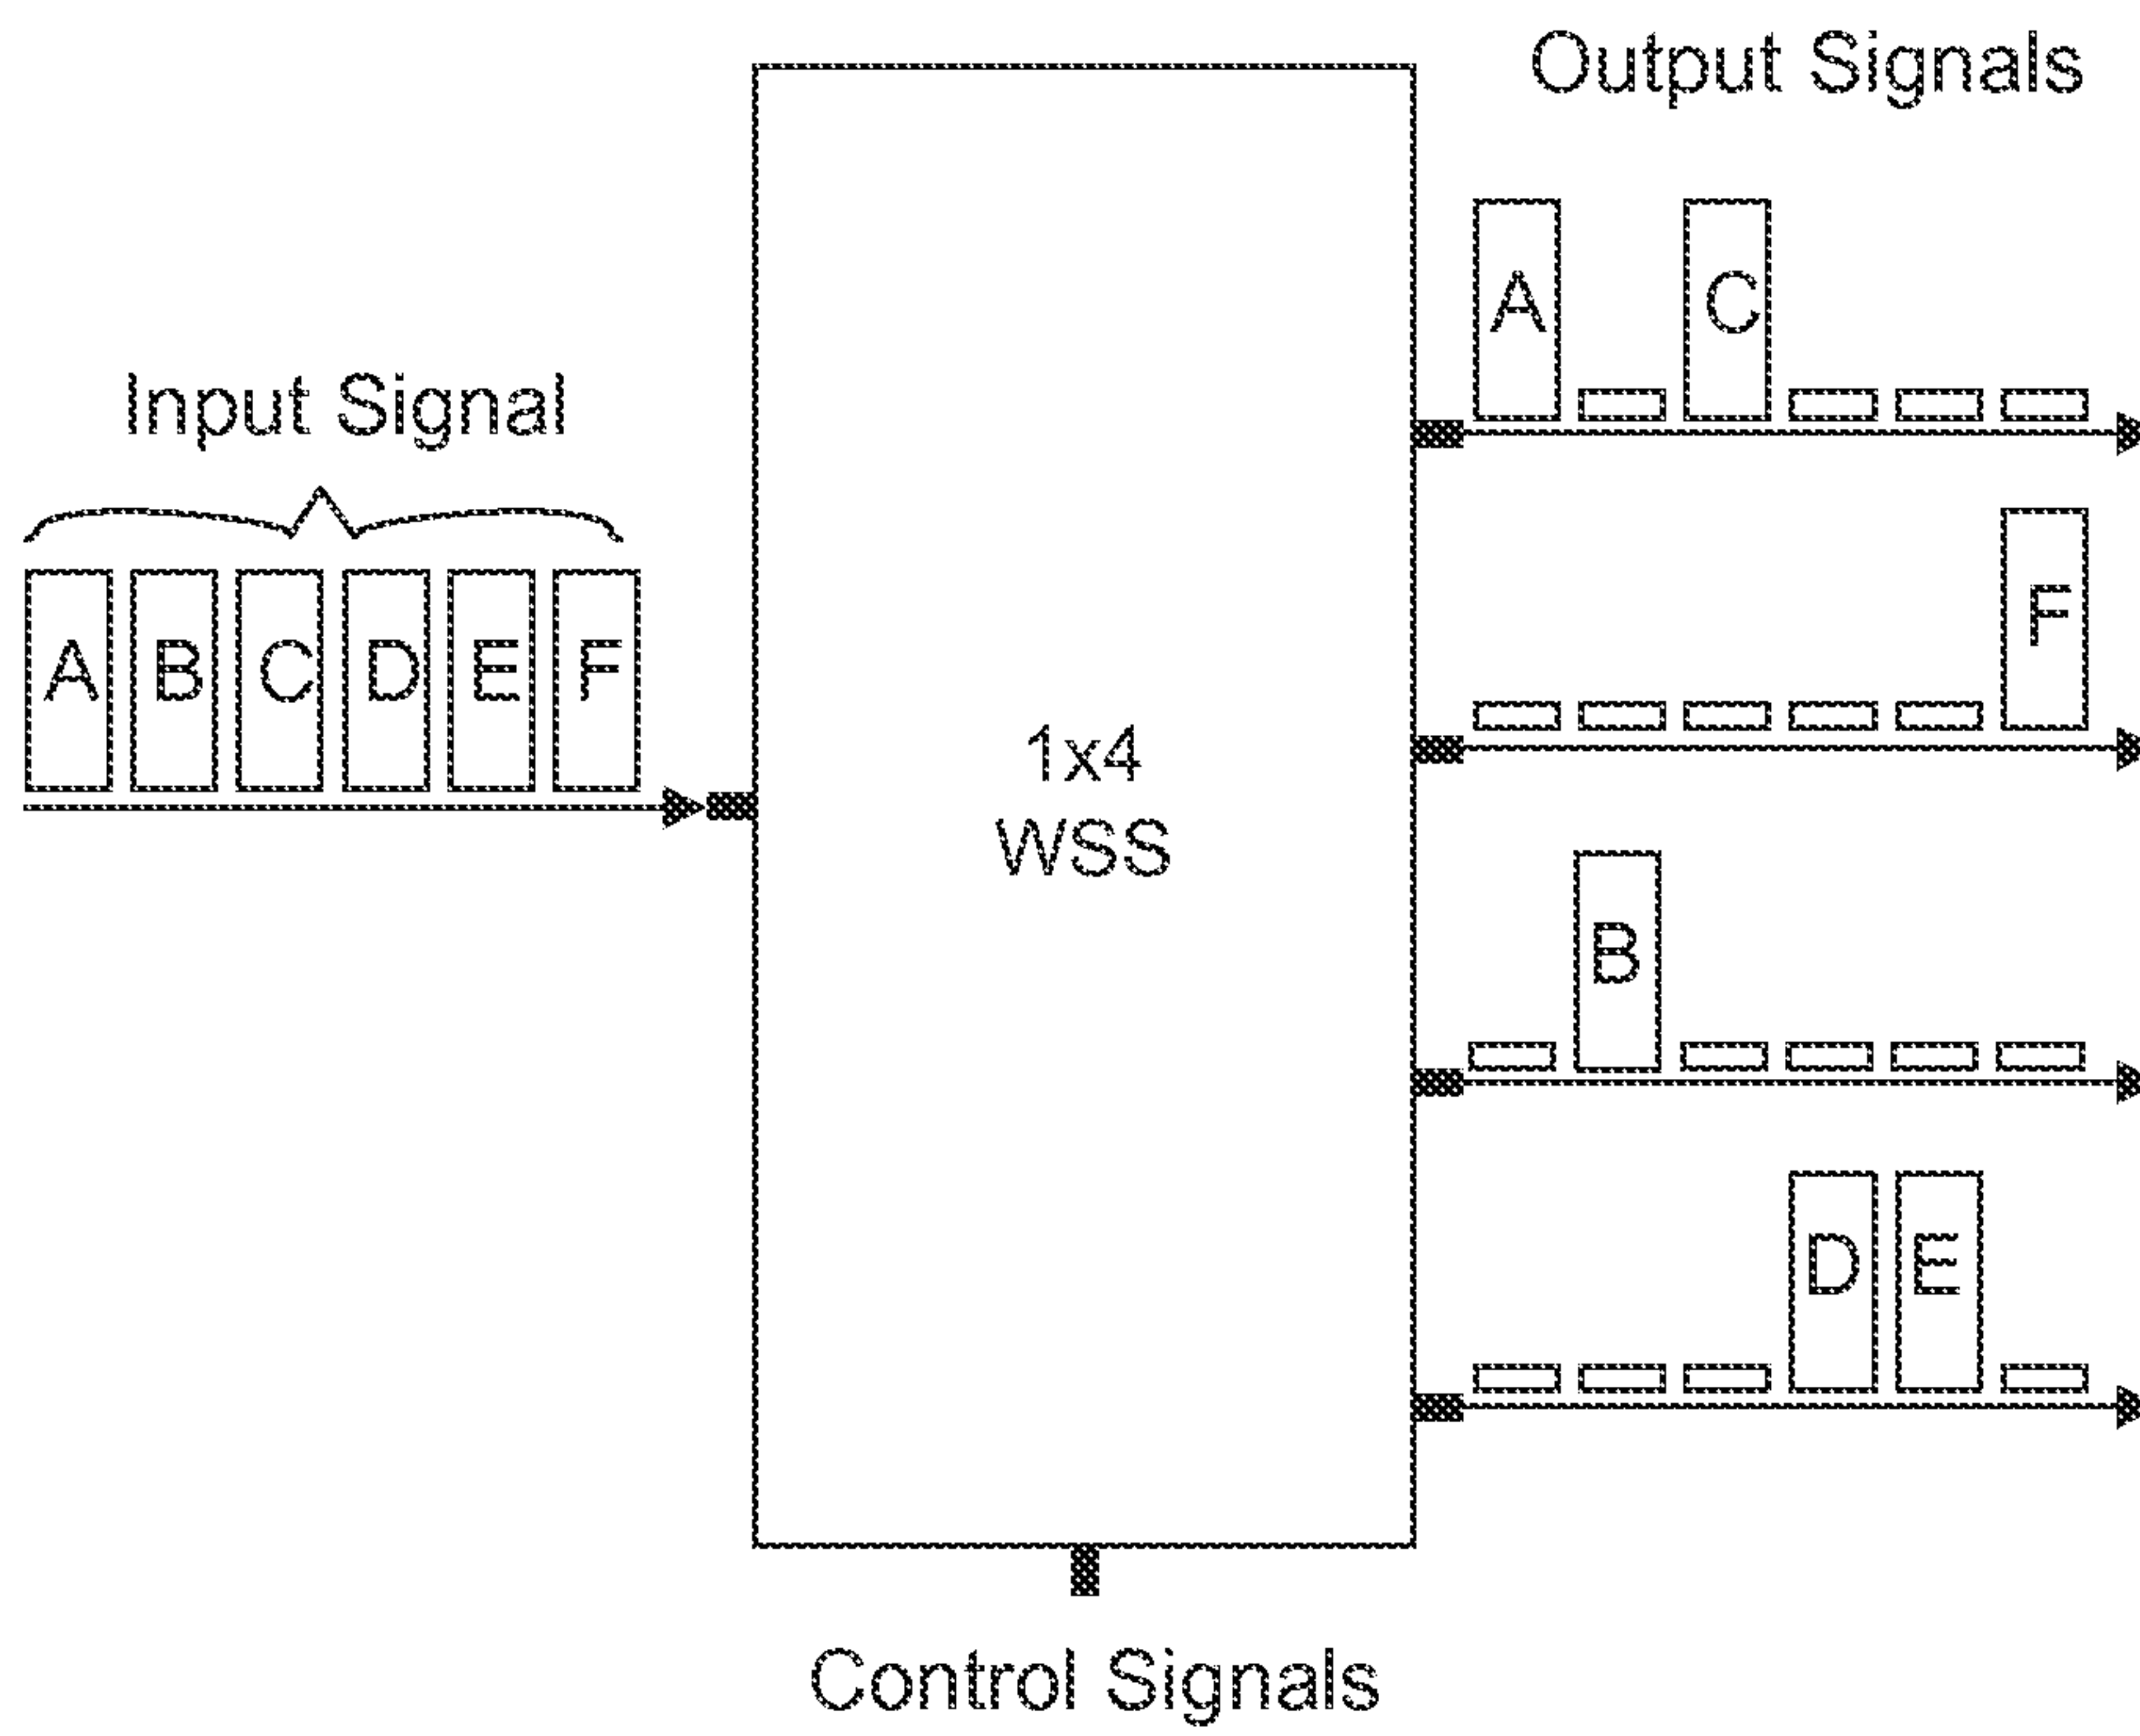 Output Signals
A C
Input Signal
F
A B C D E F
1x4
WSS
B
D E
Control Signals